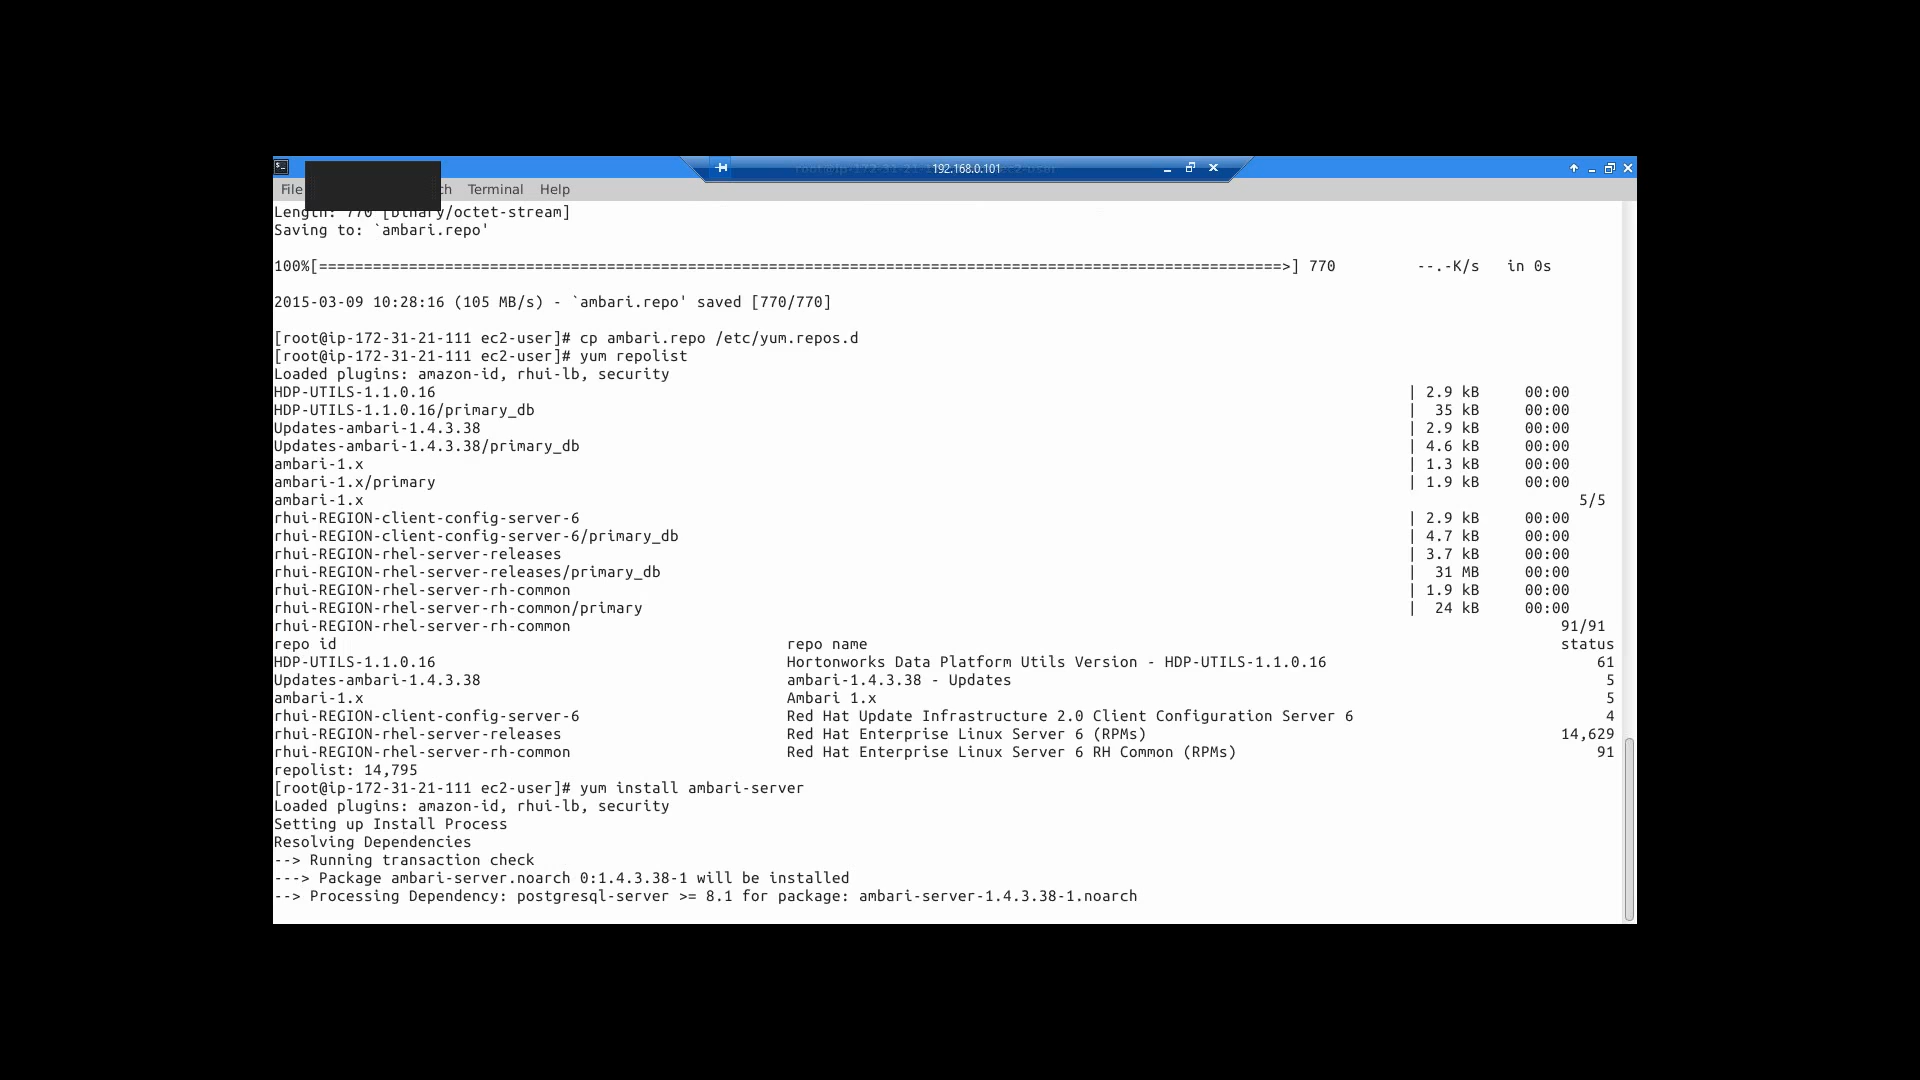 192.168.0.101
File Terminal Help
Length: 770 [binary/octet-stream]
Saving to: `ambari.repo'
100%[===========================================================================================================>] 770 --.-K/s in 0s
2015-03-09 10:28:16 (105 MB/s) - `ambari.repo' saved [770/770]
[root@ip-172-31-21-111 ec2-user]# cp ambari.repo /etc/yum.repos.d
[root@ip-172-31-21-111 ec2-user]# yum repolist
Loaded plugins: amazon-id, rhui-lb, security
HDP-UTILS-1.1.0.16 | 2.9 kB 00:00
HDP-UTILS-1.1.0.16/primary_db | 35 kB 00:00
Updates-ambari-1.4.3.38 | 2.9 kB 00:00
Updates-ambari-1.4.3.38/primary_db | 4.6 kB 00:00
ambari-1.x | 1.3 kB 00:00
ambari-1.x/primary | 1.9 kB 00:00
ambari-1.x 5/5
rhui-REGION-client-config-server-6 | 2.9 kB 00:00
rhui-REGION-client-config-server-6/primary_db | 4.7 kB 00:00
rhui-REGION-rhel-server-releases | 3.7 kB 00:00
rhui-REGION-rhel-server-releases/primary_db | 31 MB 00:00
rhui-REGION-rhel-server-rh-common | 1.9 kB 00:00
rhui-REGION-rhel-server-rh-common/primary | 24 kB 00:00
rhui-REGION-rhel-server-rh-common 91/91
repo id repo name status
HDP-UTILS-1.1.0.16 Hortonworks Data Platform Utils Version - HDP-UTILS-1.1.0.16 61
Updates-ambari-1.4.3.38 ambari-1.4.3.38 - Updates 5
ambari-1.x Ambari 1.x 5
rhui-REGION-client-config-server-6 Red Hat Update Infrastructure 2.0 Client Configuration Server 6 4
rhui-REGION-rhel-server-releases Red Hat Enterprise Linux Server 6 (RPMs) 14,629
rhui-REGION-rhel-server-rh-common Red Hat Enterprise Linux Server 6 RH Common (RPMs) 91
repolist: 14,795
[root@ip-172-31-21-111 ec2-user]# yum install ambari-server
Loaded plugins: amazon-id, rhui-lb, security
Setting up Install Process
Resolving Dependencies
--> Running transaction check
---> Package ambari-server.noarch 0:1.4.3.38-1 will be installed
--> Processing Dependency: postgresql-server >= 8.1 for package: ambari-server-1.4.3.38-1.noarch